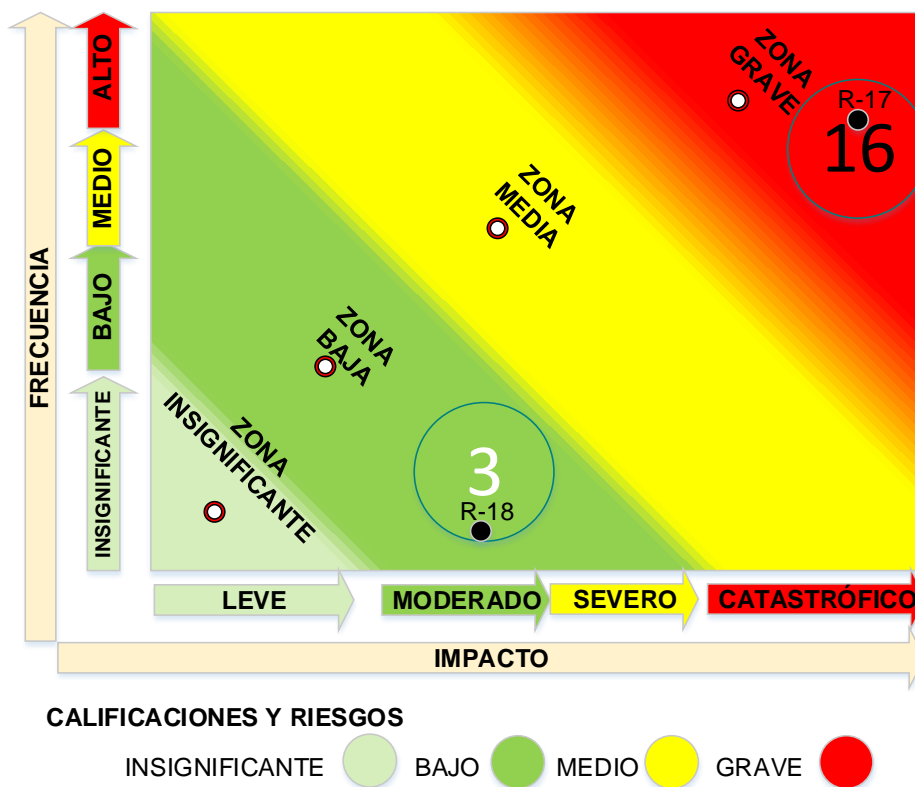 FRECUENCIA
ALTO
MEDIO
BAJO
INSIGNIFICANTE
ZONA
GRAVE
R-17
16
ZONA
MEDIA
ZONA
BAJA
ZONA
INSIGNIFICANTE
3
R-18
LEVE
MODERADO
SEVERO
CATASTRÓFICO
IMPACTO
CALIFICACIONES Y RIESGOS
INSIGNIFICANTE BAJO MEDIO GRAVE